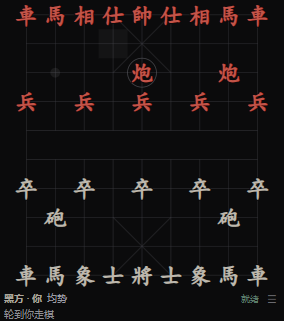 車馬相仕帥仕相馬車
炮炮
兵兵兵兵兵
卒卒卒卒卒
砲砲
車馬象士將士象馬車
黑方·你 均势 就绪 ☰
轮到你走棋